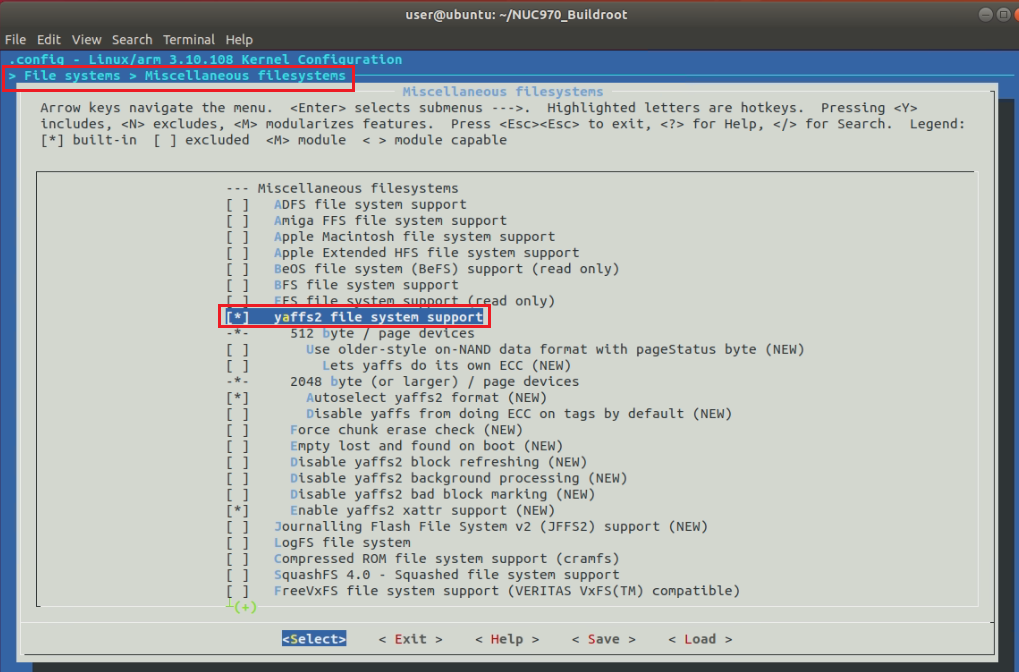 user@ubuntu: ~/NUC970_Buildroot
File Edit View Search Terminal Help
.config - Linux/arm 3.10.108 Kernel Configuration
> File systems > Miscellaneous filesystems
Miscellaneous filesystems
Arrow keys navigate the menu. <Enter> selects submenus --->. Highlighted letters are hotkeys. Pressing <Y>
includes, <N> excludes, <M> modularizes features. Press <Esc><Esc> to exit, <?> for Help, </> for Search. Legend:
[*] built-in [ ] excluded <M> module < > module capable
--- Miscellaneous filesystems
[ ] ADFS file system support
[ ] Amiga FFS file system support
[ ] Apple Macintosh file system support
[ ] Apple Extended HFS file system support
[ ] BeOS file system (BeFS) support (read only)
[ ] BFS file system support
[ ] EFS file system support (read only)
[*] yaffs2 file system support
-*- 512 byte / page devices
[ ] Use older-style on-NAND data format with pageStatus byte (NEW)
[ ] Lets yaffs do its own ECC (NEW)
-*- 2048 byte (or larger) / page devices
[*] Autoselect yaffs2 format (NEW)
[ ] Disable yaffs from doing ECC on tags by default (NEW)
[ ] Force chunk erase check (NEW)
[ ] Empty lost and found on boot (NEW)
[ ] Disable yaffs2 block refreshing (NEW)
[ ] Disable yaffs2 background processing (NEW)
[ ] Disable yaffs2 bad block marking (NEW)
[*] Enable yaffs2 xattr support (NEW)
[ ] Journalling Flash File System v2 (JFFS2) support (NEW)
[ ] LogFS file system
[ ] Compressed ROM file system support (cramfs)
[ ] SquashFS 4.0 - Squashed file system support
[ ] FreeVxFS file system support (VERITAS VxFS(TM) compatible)
(+)
<Select> < Exit > < Help > < Save > < Load >